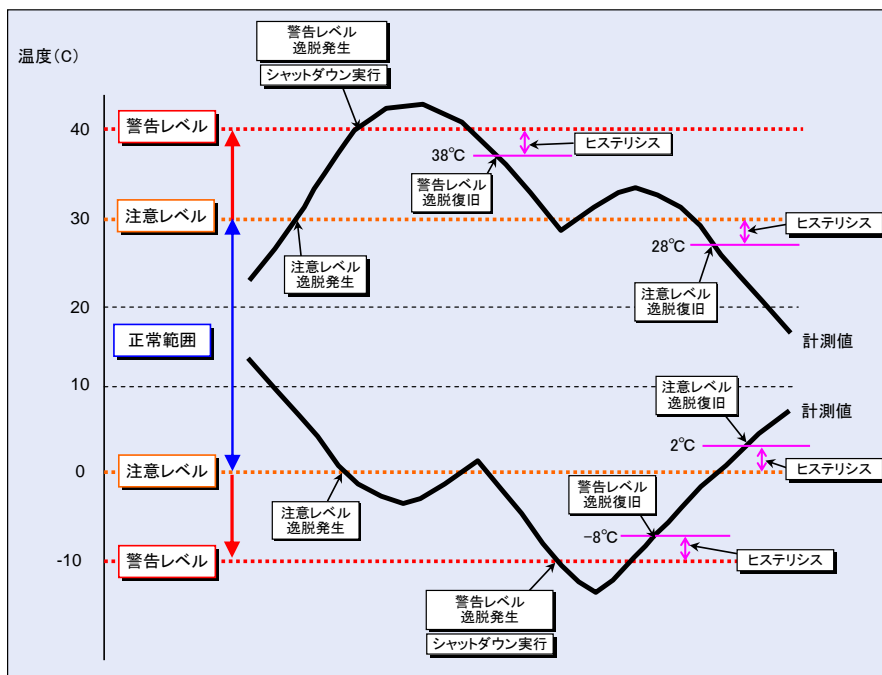 警告レベル
逸脱発生
シャットダウン実行
温度(C)
40
警告レベル
ヒステリシス
38℃
警告レベル
逸脱復旧
30
注意レベル
ヒステリシス
28℃
注意レベル
逸脱発生
注意レベル
逸脱復旧
20
正常範囲
計測値
10
注意レベル
逸脱復旧
計測値
2℃
0
注意レベル
ヒステリシス
注意レベル
逸脱発生
警告レベル
逸脱復旧
-8℃
-10
警告レベル
ヒステリシス
警告レベル
逸脱発生
シャットダウン実行